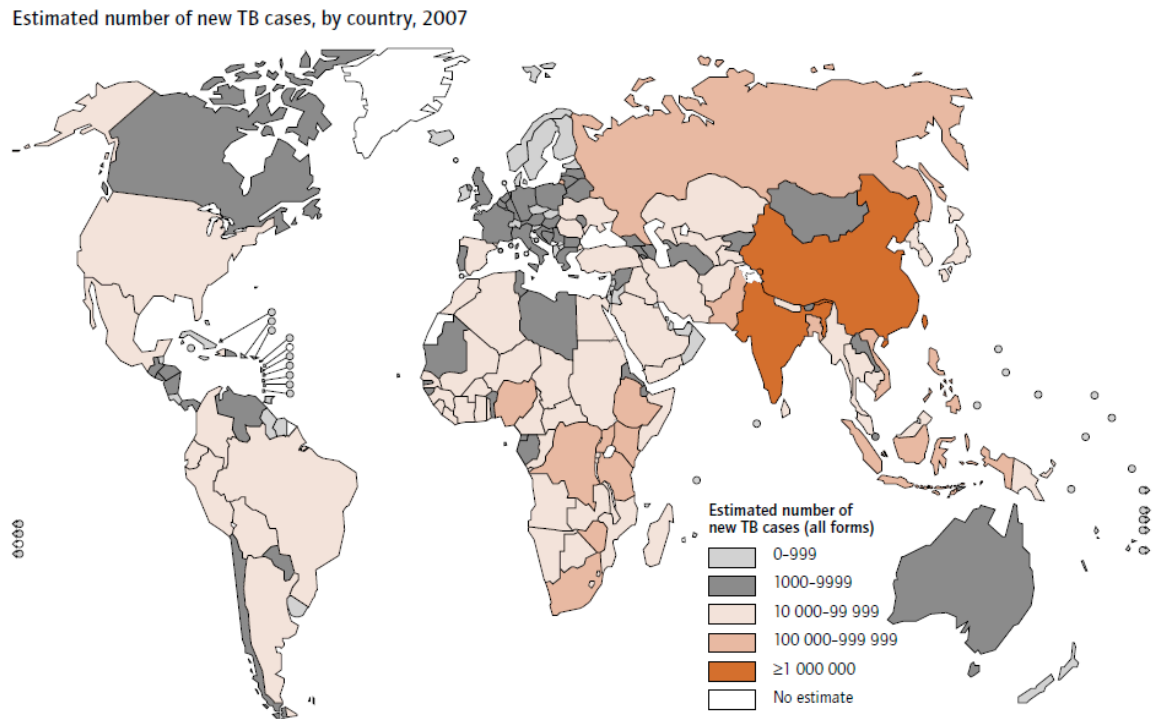 Estimated number of new TB cases, by country, 2007
Estimated number of
new TB cases (all forms)
0–999
1000–9999
10 000–99 999
100 000–999 999
≥1 000 000
No estimate